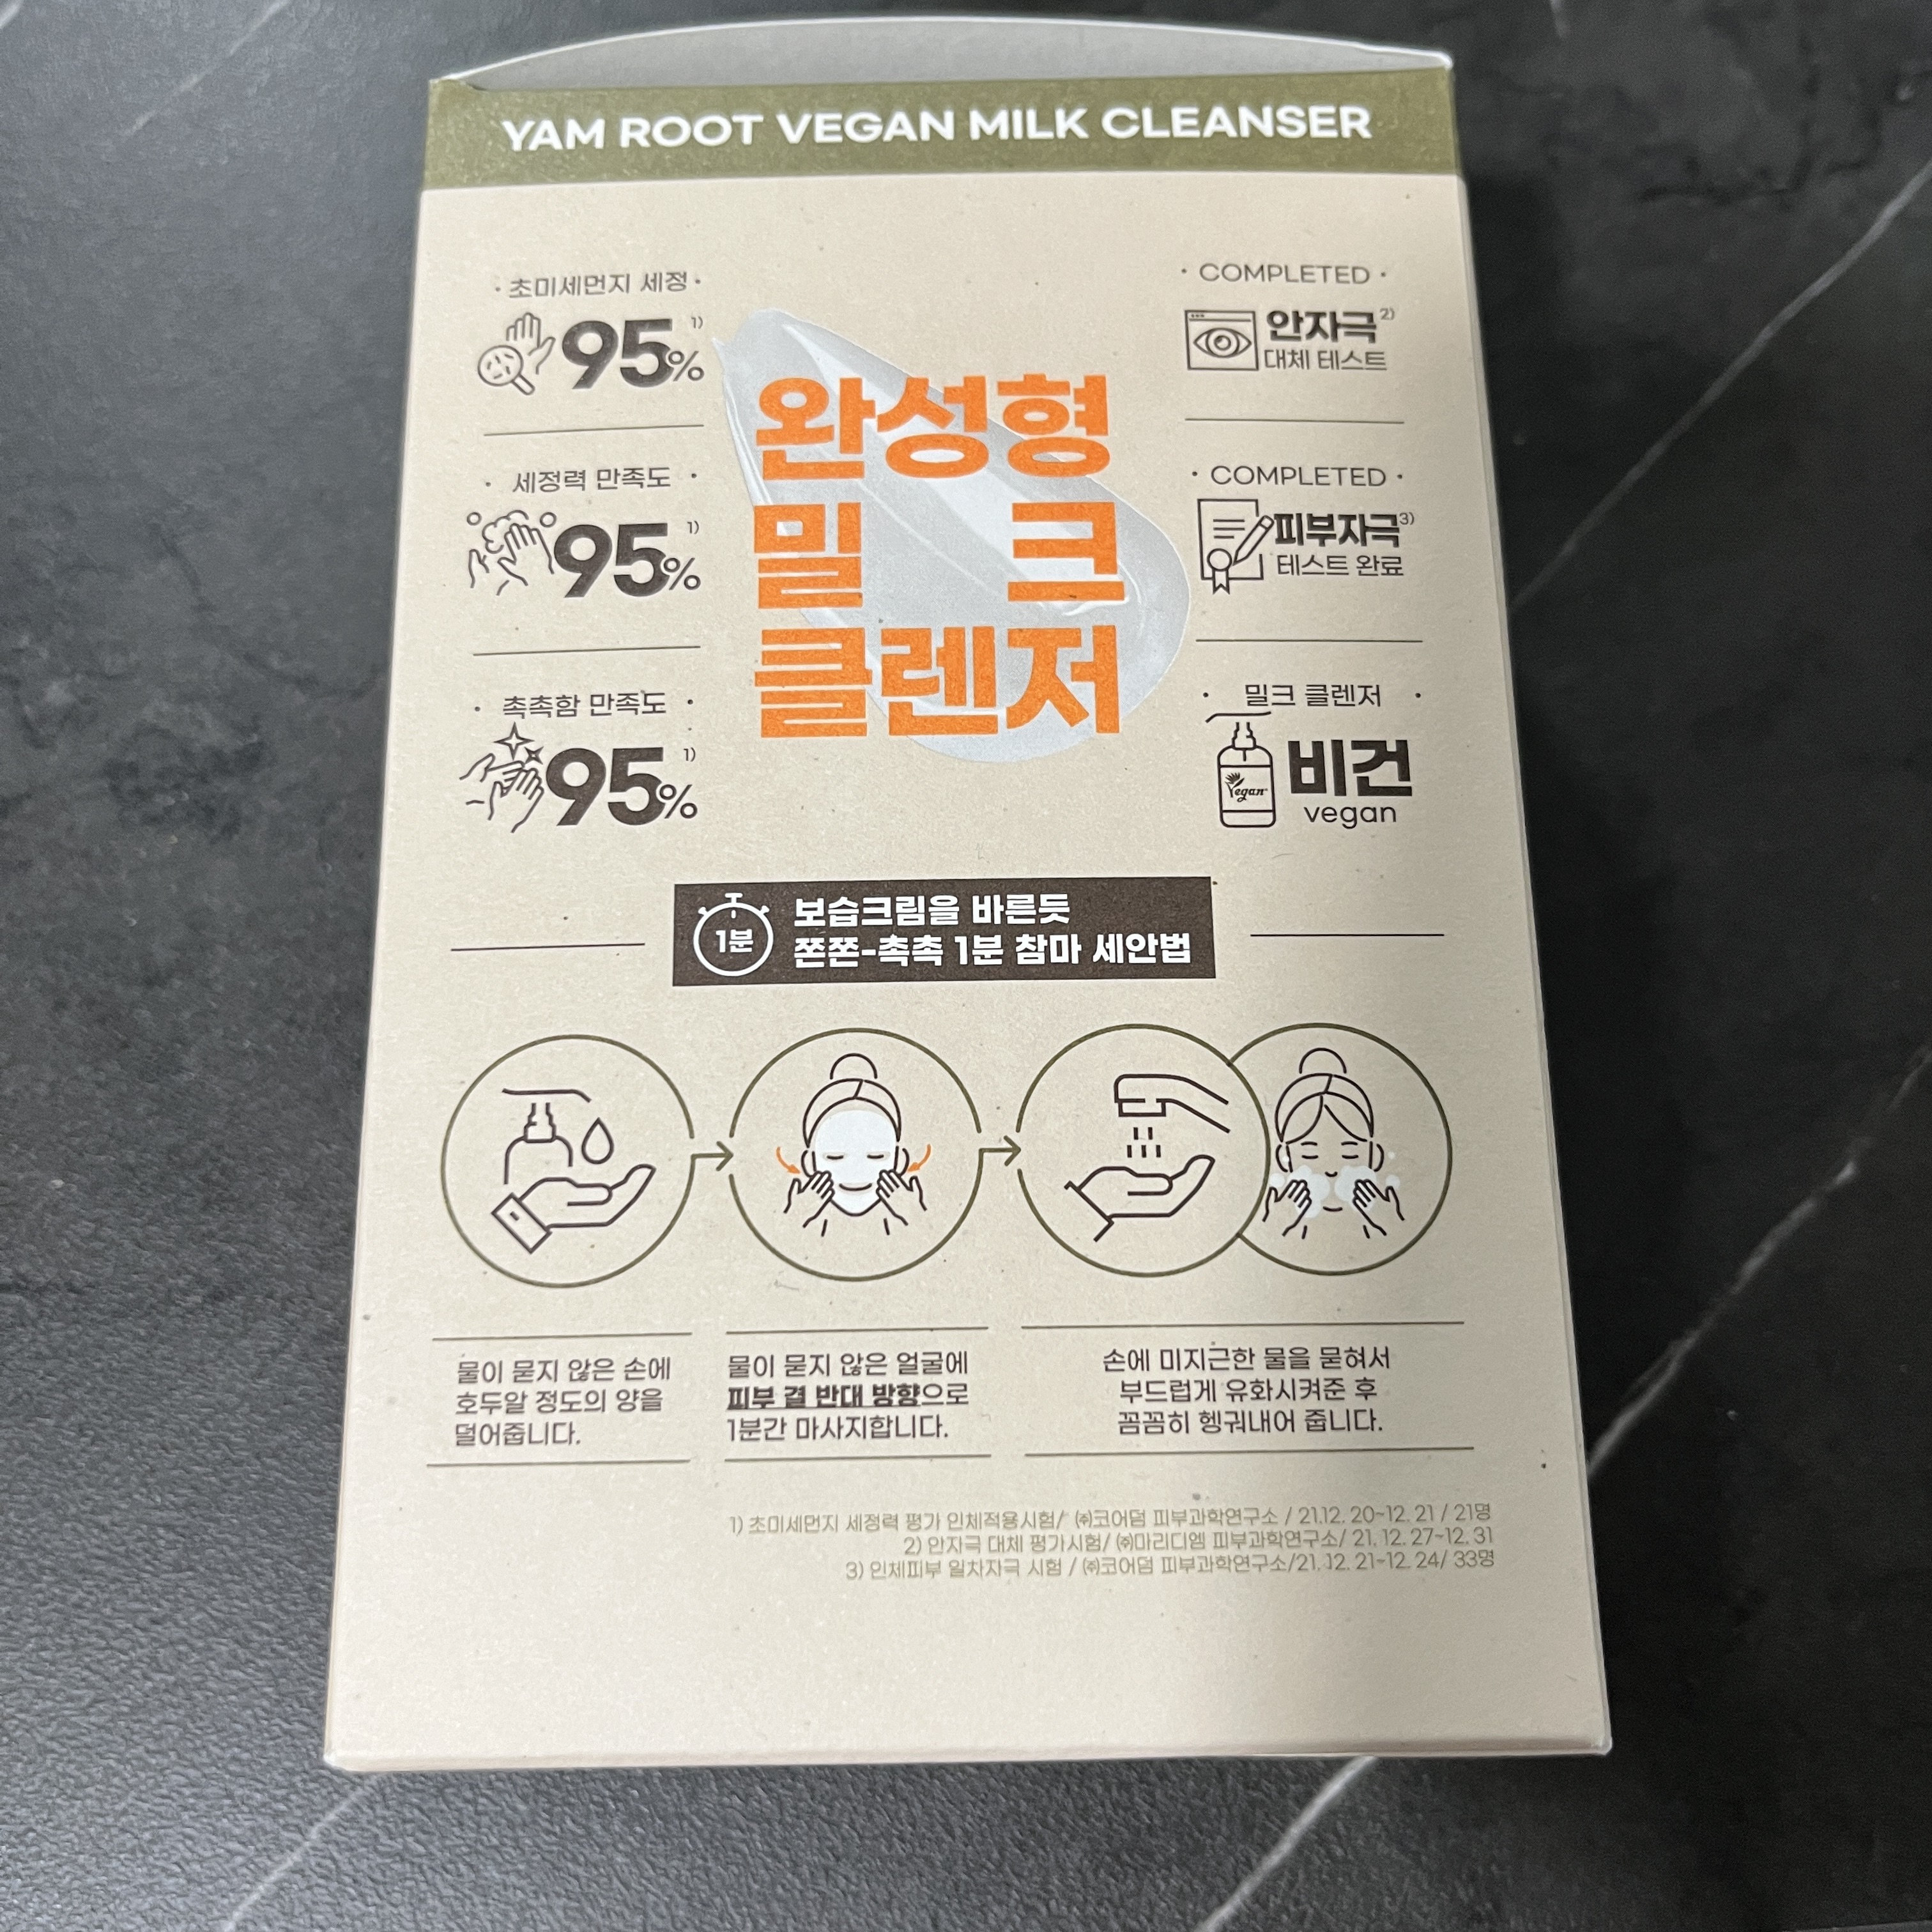 YAM ROOT VEGAN MILK CLEANSER
· 초미세먼지 세정 ·
95% 1)
· 세정력 만족도 ·
95% 1)
· 촉촉함 만족도 ·
95% 1)
완성형
밀 크
클렌저
· COMPLETED ·
안자극 2)
대체 테스트
· COMPLETED ·
피부자극 3)
테스트 완료
· 밀크 클렌저 ·
Vegan
비건
vegan
1분
보습크림을 바른듯
쫀쫀-촉촉 1분 참마 세안법
물이 묻지 않은 손에
호두알 정도의 양을
덜어줍니다.
물이 묻지 않은 얼굴에
피부 결 반대 방향으로
1분간 마사지합니다.
손에 미지근한 물을 묻혀서
부드럽게 유화시켜준 후
꼼꼼히 헹궈내어 줍니다.
1) 초미세먼지 세정력 평가 인체적용시험/ ㈜코어덤 피부과학연구소 / 21.12. 20~12. 21 / 21명
2) 안자극 대체 평가시험/ ㈜마리디엠 피부과학연구소/ 21. 12. 27~12. 31
3) 인체피부 일차자극 시험 / ㈜코어덤 피부과학연구소/21. 12. 21~12. 24/ 33명